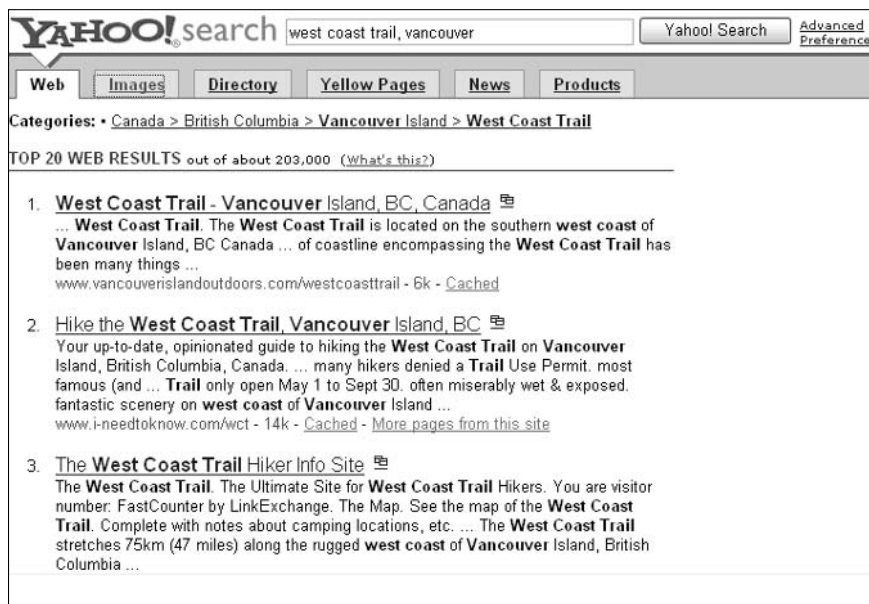 YAHOO! search west coast trail, vancouver Yahoo! Search Advanced
Preference
Web Images Directory Yellow Pages News Products
Categories: • Canada > British Columbia > Vancouver Island > West Coast Trail
TOP 20 WEB RESULTS out of about 203,000 (What's this?)
1. West Coast Trail - Vancouver Island, BC, Canada
... West Coast Trail. The West Coast Trail is located on the southern west coast of
Vancouver Island, BC Canada ... of coastline encompassing the West Coast Trail has
been many things ...
www.vancouverislandoutdoors.com/westcoasttrail - 6k - Cached
2. Hike the West Coast Trail, Vancouver Island, BC
Your up-to-date, opinionated guide to hiking the West Coast Trail on Vancouver
Island, British Columbia, Canada. ... many hikers denied a Trail Use Permit. most
famous (and ... Trail only open May 1 to Sept 30. often miserably wet & exposed.
fantastic scenery on west coast of Vancouver Island ...
www.i-needtoknow.com/wct - 14k - Cached - More pages from this site
3. The West Coast Trail Hiker Info Site
The West Coast Trail. The Ultimate Site for West Coast Trail Hikers. You are visitor
number: FastCounter by LinkExchange. The Map. See the map of the West Coast
Trail. Complete with notes about camping locations, etc. ... The West Coast Trail
stretches 75km (47 miles) along the rugged west coast of Vancouver Island, British
Columbia ...